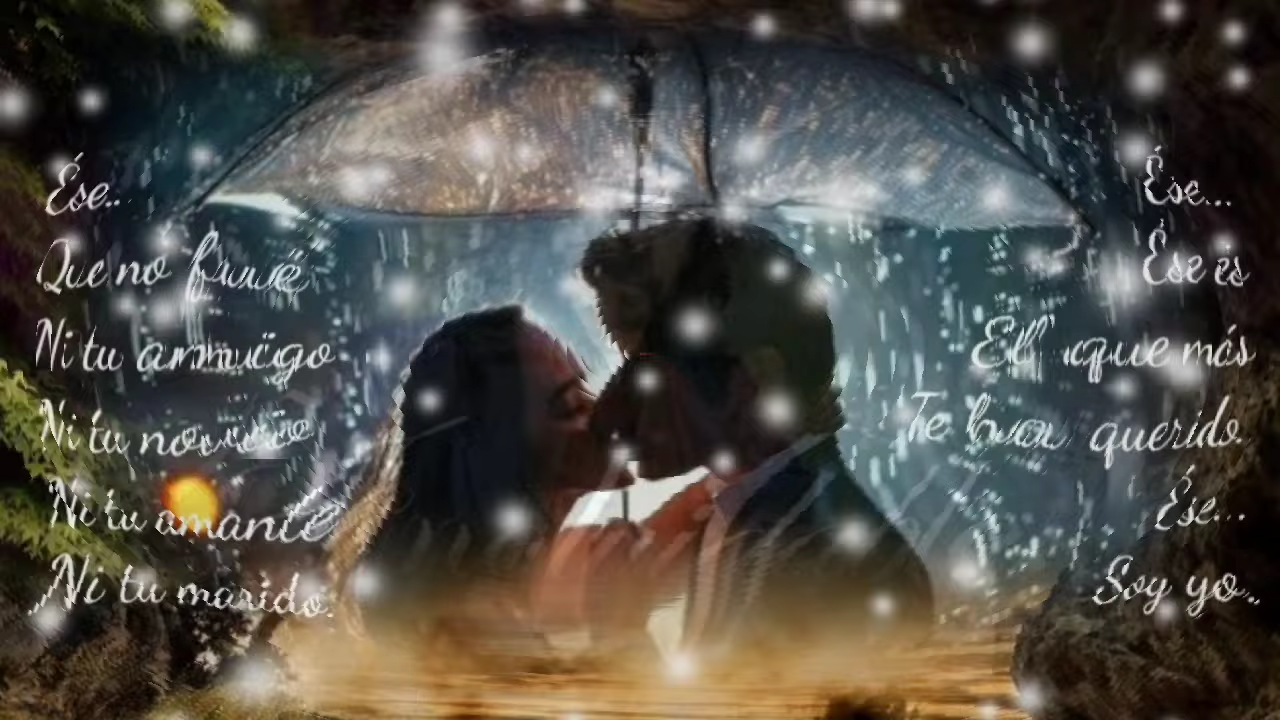 Ése..
Que no fue
Ni tu amigo
Ni tu novio
Ni tu amante
Ni tu marido.
Ése...
Ése es
El que más
Te ha querido.
Ése...
Soy yo..